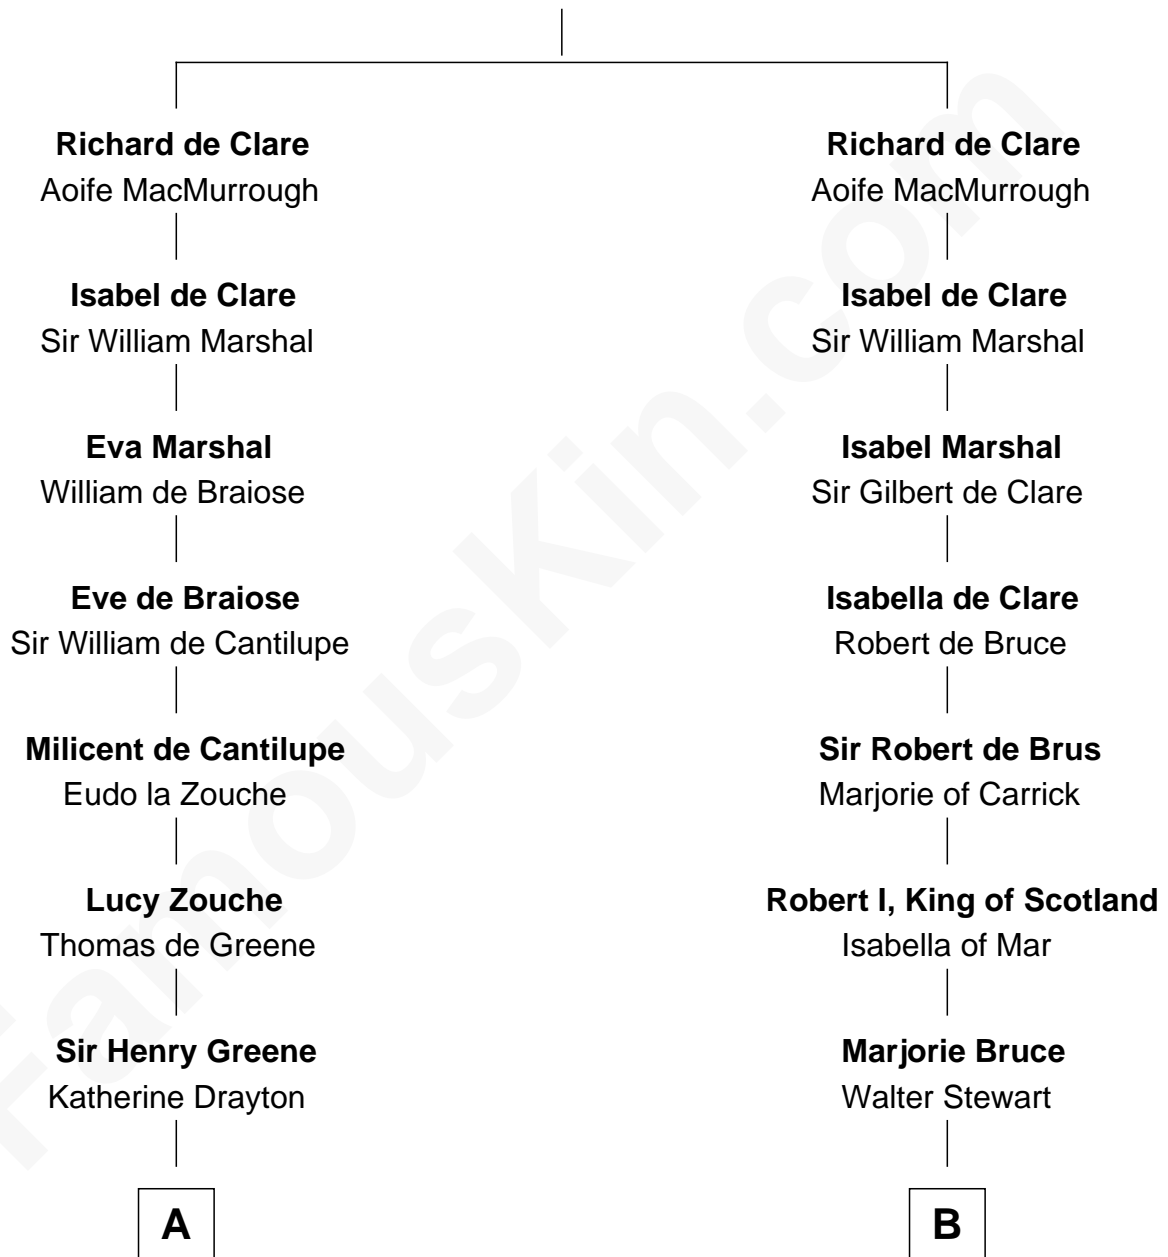 Richard de Clare
Aoife MacMurrough
Isabel de Clare
Sir William Marshal
Eva Marshal
William de Braiose
Eve de Braiose
Sir William de Cantilupe
Milicent de Cantilupe
Eudo la Zouche
Lucy Zouche
Thomas de Greene
Sir Henry Greene
Katherine Drayton
A
Richard de Clare
Aoife MacMurrough
Isabel de Clare
Sir William Marshal
Isabel Marshal
Sir Gilbert de Clare
Isabella de Clare
Robert de Bruce
Sir Robert de Brus
Marjorie of Carrick
Robert I, King of Scotland
Isabella of Mar
Marjorie Bruce
Walter Stewart
B
FamousKin.com